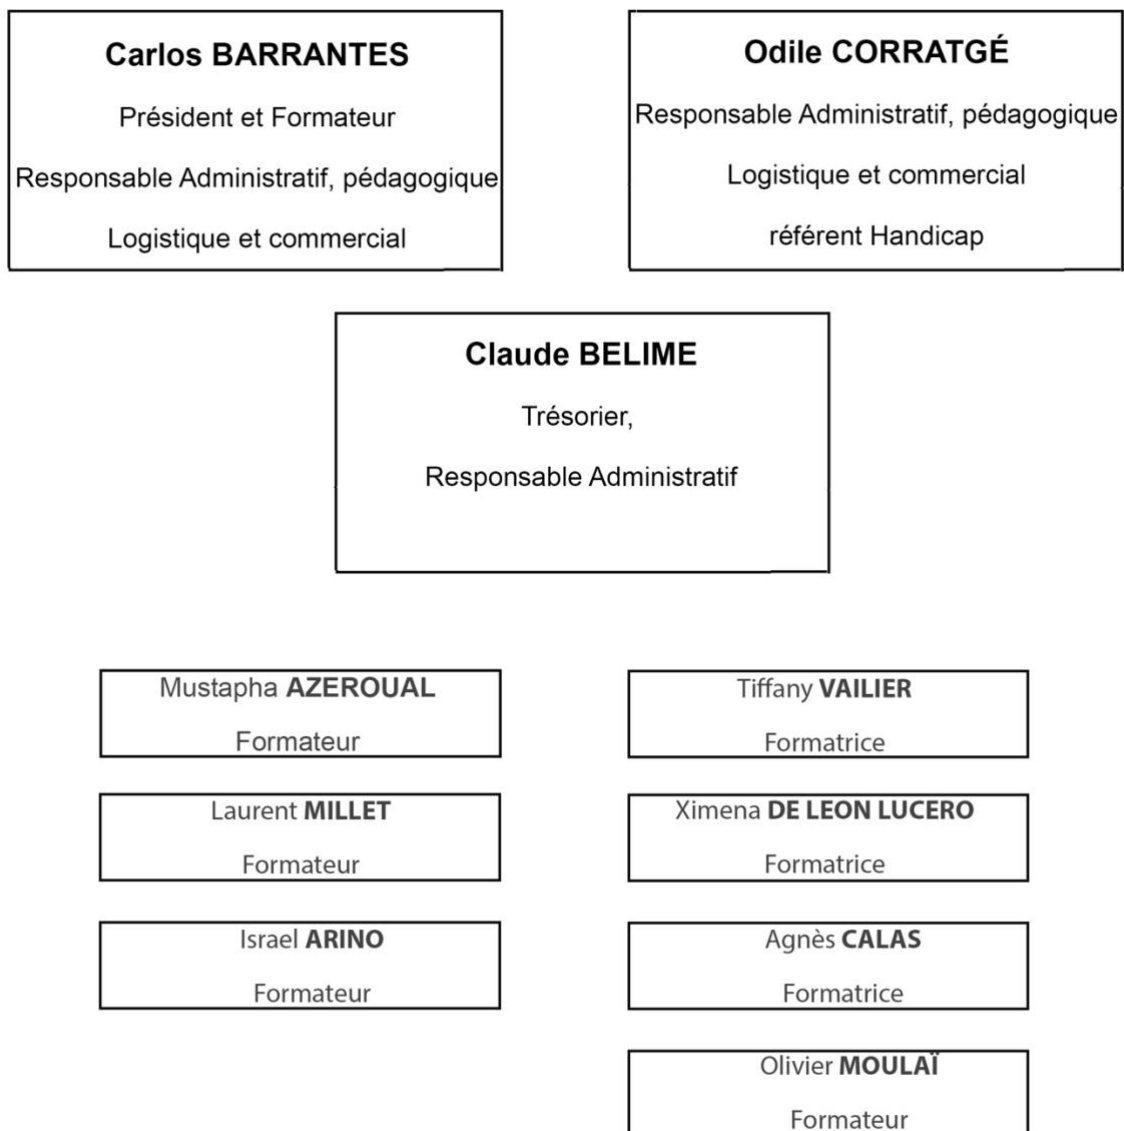 Carlos BARRANTES
Président et Formateur
Responsable Administratif, pédagogique
Logistique et commercial
Odile CORRATGÉ
Responsable Administratif, pédagogique
Logistique et commercial
référent Handicap
Claude BELIME
Trésorier,
Responsable Administratif
Mustapha AZEROUAL
Formateur
Tiffany VAILIER
Formatrice
Laurent MILLET
Formateur
Ximena DE LEON LUCERO
Formatrice
Israel ARINO
Formateur
Agnès CALAS
Formatrice
Olivier MOULAÏ
Formateur